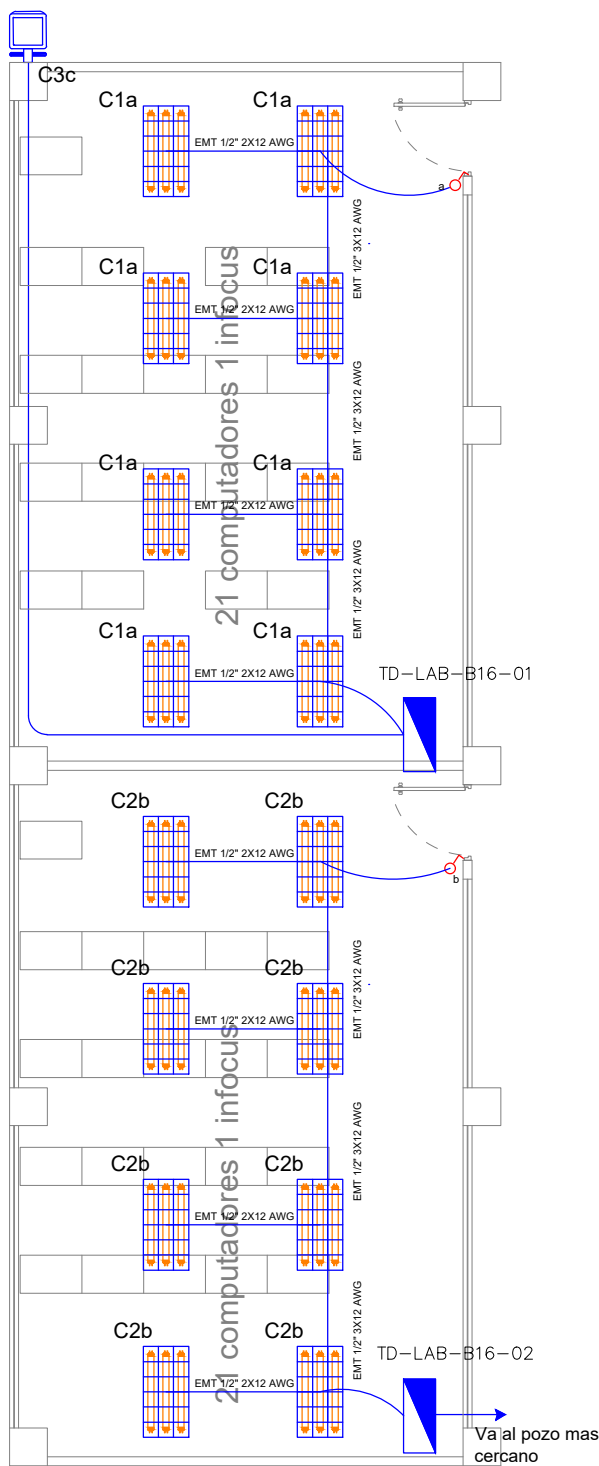 C3c
C1a
C1a
EMT 1/2" 2X12 AWG
a
EMT 1/2" 3X12 AWG
C1a
C1a
EMT 1/2" 2X12 AWG
21 computadores 1 infocus
EMT 1/2" 3X12 AWG
C1a
C1a
EMT 1/2" 2X12 AWG
EMT 1/2" 3X12 AWG
C1a
C1a
EMT 1/2" 2X12 AWG
TD-LAB-B16-01
C2b
C2b
EMT 1/2" 2X12 AWG
b
EMT 1/2" 3X12 AWG
C2b
C2b
EMT 1/2" 2X12 AWG
21 computadores 1 infocus
EMT 1/2" 3X12 AWG
C2b
C2b
EMT 1/2" 2X12 AWG
EMT 1/2" 3X12 AWG
C2b
C2b
EMT 1/2" 2X12 AWG
TD-LAB-B16-02
Va al pozo mas
cercano